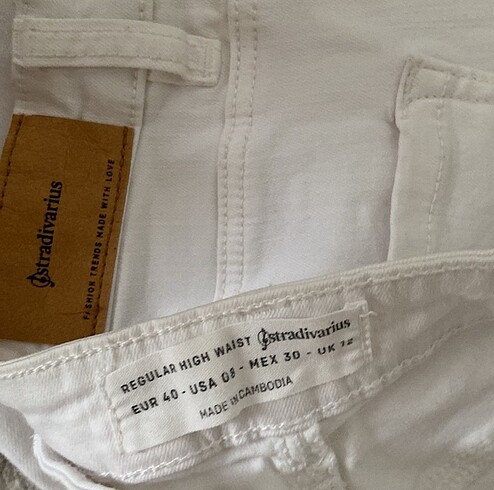 stradivarius
FASHION TRENDS MADE WITH LOVE
REGULAR HIGH WAIST stradivarius
EUR 40 - USA 08 - MEX 30 - UK 12
MADE IN CAMBODIA